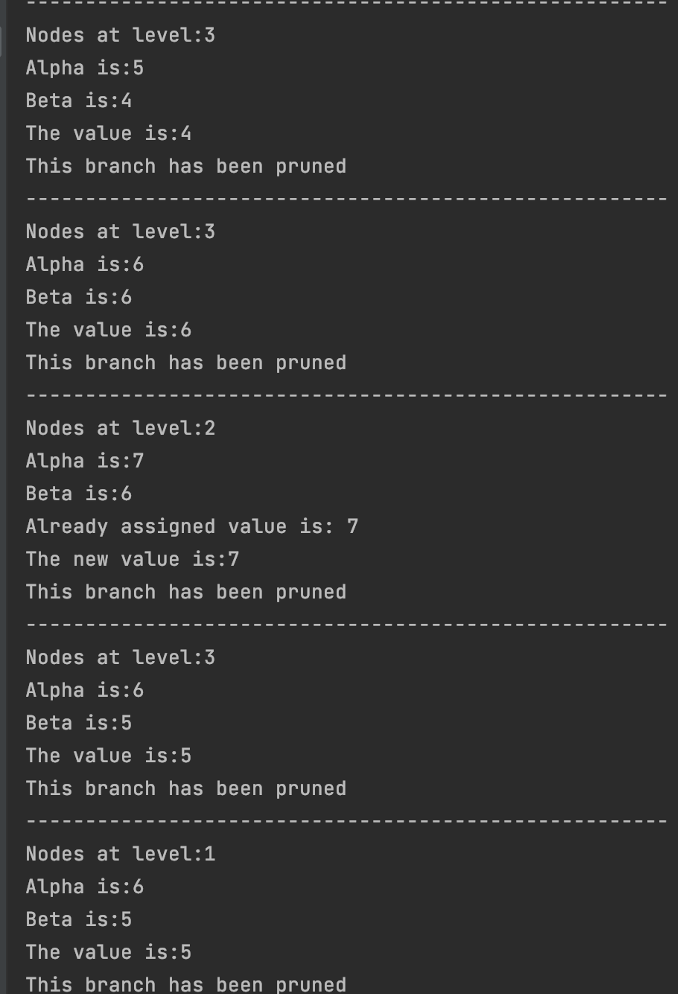 ------------------------------------------------------
Nodes at level:3
Alpha is:5
Beta is:4
The value is:4
This branch has been pruned
------------------------------------------------------
Nodes at level:3
Alpha is:6
Beta is:6
The value is:6
This branch has been pruned
------------------------------------------------------
Nodes at level:2
Alpha is:7
Beta is:6
Already assigned value is: 7
The new value is:7
This branch has been pruned
------------------------------------------------------
Nodes at level:3
Alpha is:6
Beta is:5
The value is:5
This branch has been pruned
------------------------------------------------------
Nodes at level:1
Alpha is:6
Beta is:5
The value is:5
This branch has been pruned